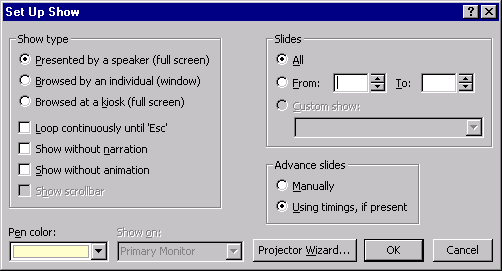 Set Up Show
Show type
Presented by a speaker (full screen)
Browsed by an individual (window)
Browsed at a kiosk (full screen)
Loop continuously until 'Esc'
Show without narration
Show without animation
Show scrollbar
Slides
All
From: To:
Custom show:
Advance slides
Manually
Using timings, if present
Pen color: Show on:
Primary Monitor
Projector Wizard... OK Cancel